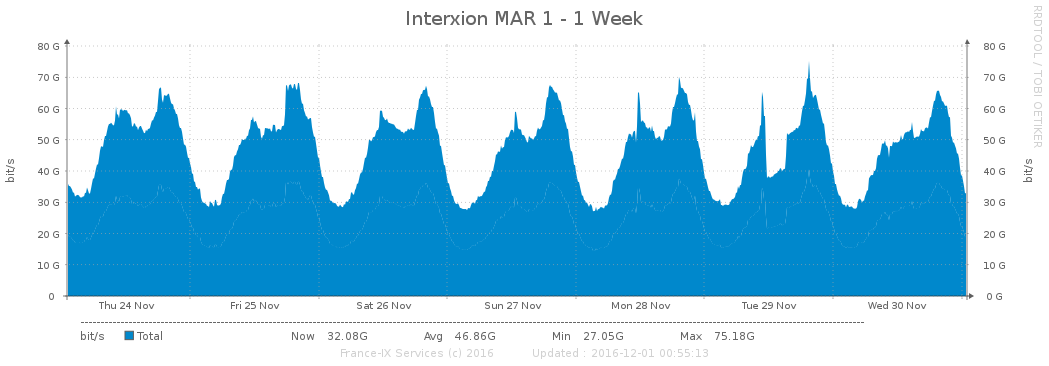 Interxion MAR 1 - 1 Week
RRDTOOL / TOBI OETIKER
bit/s
80 G 80 G
70 G 70 G
60 G 60 G
50 G 50 G
40 G 40 G
30 G 30 G
20 G 20 G
10 G 10 G
0 0 G
bit/s
Thu 24 Nov Fri 25 Nov Sat 26 Nov Sun 27 Nov Mon 28 Nov Tue 29 Nov Wed 30 Nov
bit/s Total Now 32.08G Avg 46.86G Min 27.05G Max 75.18G
France-IX Services (c) 2016 Updated : 2016-12-01 00:55:13